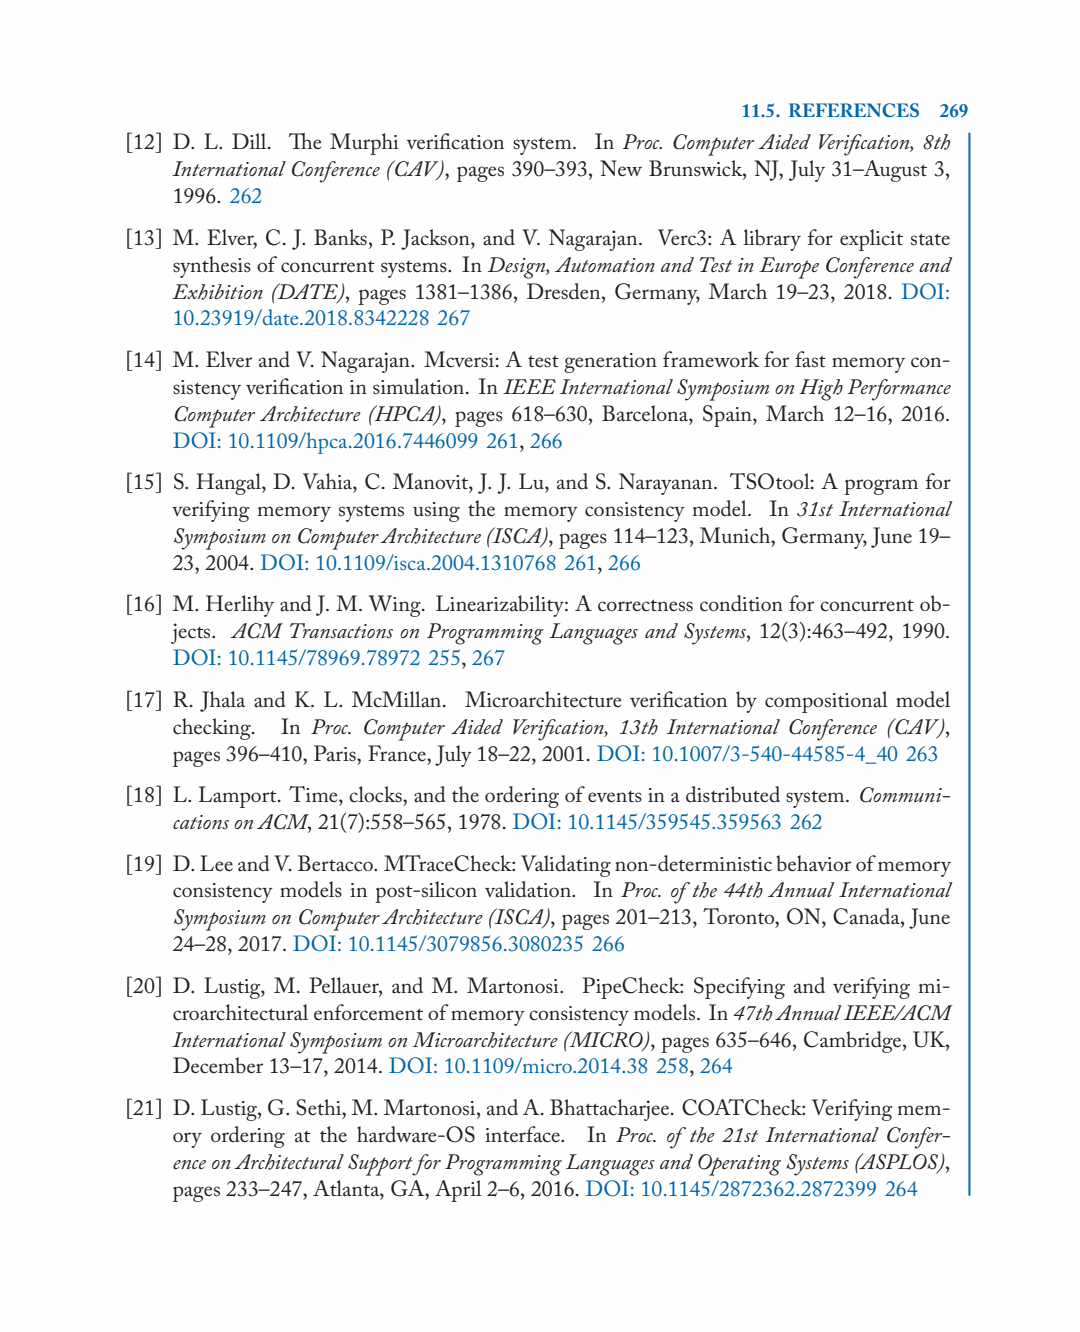 11.5. REFERENCES 269
[12] D. L. Dill. The Murphi verification system. In Proc. Computer Aided Verification, 8th
International Conference (CAV), pages 390–393, New Brunswick, NJ, July 31–August 3,
1996. 262
[13] M. Elver, C. J. Banks, P. Jackson, and V. Nagarajan. Verc3: A library for explicit state
synthesis of concurrent systems. In Design, Automation and Test in Europe Conference and
Exhibition (DATE), pages 1381–1386, Dresden, Germany, March 19–23, 2018. DOI:
10.23919/date.2018.8342228 267
[14] M. Elver and V. Nagarajan. Mcversi: A test generation framework for fast memory con-
sistency verification in simulation. In IEEE International Symposium on High Performance
Computer Architecture (HPCA), pages 618–630, Barcelona, Spain, March 12–16, 2016.
DOI: 10.1109/hpca.2016.7446099 261, 266
[15] S. Hangal, D. Vahia, C. Manovit, J. J. Lu, and S. Narayanan. TSOtool: A program for
verifying memory systems using the memory consistency model. In 31st International
Symposium on Computer Architecture (ISCA), pages 114–123, Munich, Germany, June 19–
23, 2004. DOI: 10.1109/isca.2004.1310768 261, 266
[16] M. Herlihy and J. M. Wing. Linearizability: A correctness condition for concurrent ob-
jects. ACM Transactions on Programming Languages and Systems, 12(3):463–492, 1990.
DOI: 10.1145/78969.78972 255, 267
[17] R. Jhala and K. L. McMillan. Microarchitecture verification by compositional model
checking. In Proc. Computer Aided Verification, 13th International Conference (CAV),
pages 396–410, Paris, France, July 18–22, 2001. DOI: 10.1007/3-540-44585-4_40 263
[18] L. Lamport. Time, clocks, and the ordering of events in a distributed system. Communi-
cations on ACM, 21(7):558–565, 1978. DOI: 10.1145/359545.359563 262
[19] D. Lee and V. Bertacco. MTraceCheck: Validating non-deterministic behavior of memory
consistency models in post-silicon validation. In Proc. of the 44th Annual International
Symposium on Computer Architecture (ISCA), pages 201–213, Toronto, ON, Canada, June
24–28, 2017. DOI: 10.1145/3079856.3080235 266
[20] D. Lustig, M. Pellauer, and M. Martonosi. PipeCheck: Specifying and verifying mi-
croarchitectural enforcement of memory consistency models. In 47th Annual IEEE/ACM
International Symposium on Microarchitecture (MICRO), pages 635–646, Cambridge, UK,
December 13–17, 2014. DOI: 10.1109/micro.2014.38 258, 264
[21] D. Lustig, G. Sethi, M. Martonosi, and A. Bhattacharjee. COATCheck: Verifying mem-
ory ordering at the hardware-OS interface. In Proc. of the 21st International Confer-
ence on Architectural Support for Programming Languages and Operating Systems (ASPLOS),
pages 233–247, Atlanta, GA, April 2–6, 2016. DOI: 10.1145/2872362.2872399 264